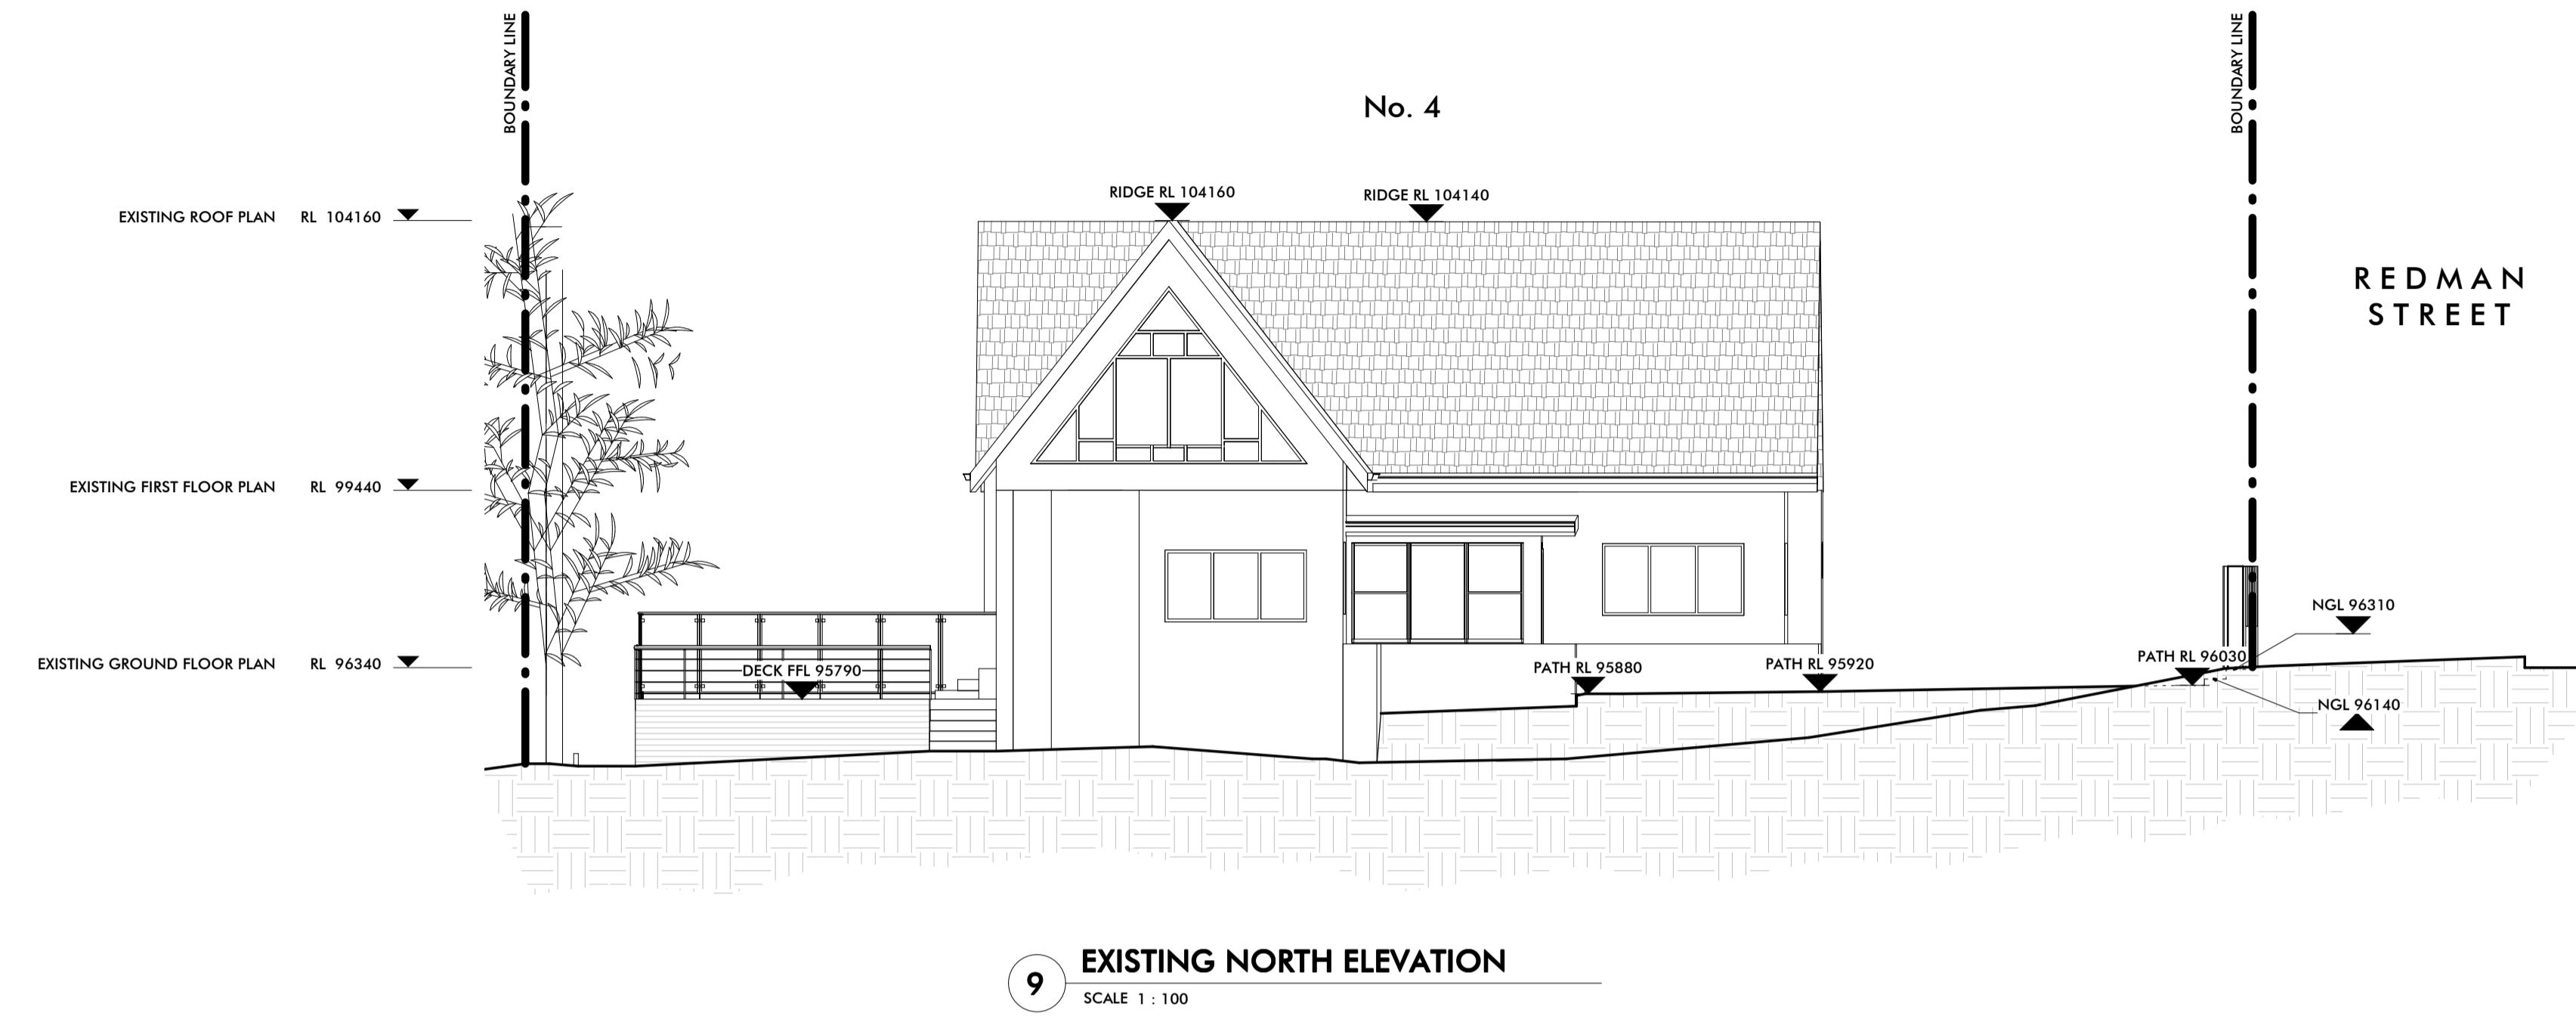 BOUNDARY LINE
BOUNDARY LINE
No. 4
RIDGE RL 104160
RIDGE RL 104140
EXISTING ROOF PLAN RL 104160
REDMAN
STREET
EXISTING FIRST FLOOR PLAN RL 99440
NGL 96310
EXISTING GROUND FLOOR PLAN RL 96340
DECK FFL 95790
PATH RL 95880
PATH RL 95920
PATH RL 96030
NGL 96140
9
EXISTING NORTH ELEVATION
SCALE 1 : 100